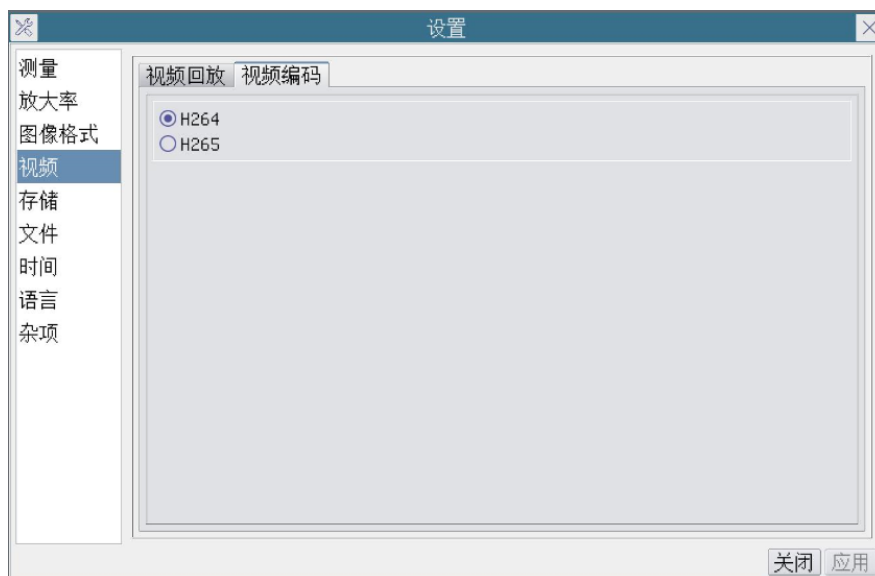 设置
测量
放大率
图像格式
视频
存储
文件
时间
语言
杂项
视频回放 视频编码
H264
H265
关闭 应用